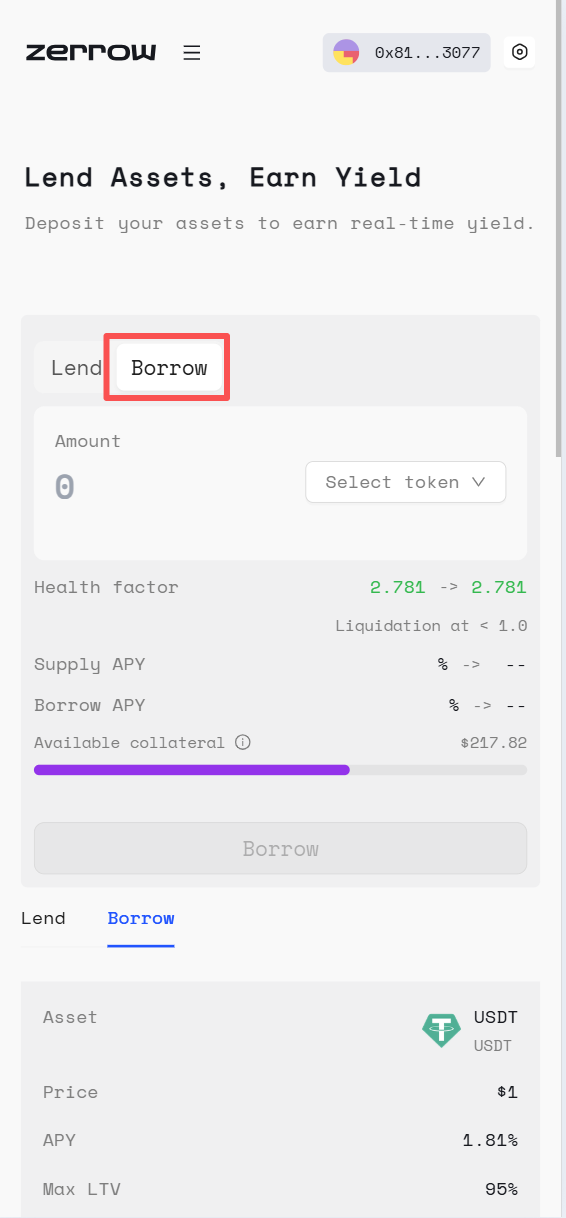 zerrow
0x81...3077
Lend Assets, Earn Yield
Deposit your assets to earn real-time yield.
Lend Borrow
Amount
0 Select token
Health factor 2.781 -> 2.781
Liquidation at < 1.0
Supply APY % -> --
Borrow APY % -> --
Available collateral $217.82
Borrow
Lend Borrow
Asset USDT
USDT
Price $1
APY 1.81%
Max LTV 95%